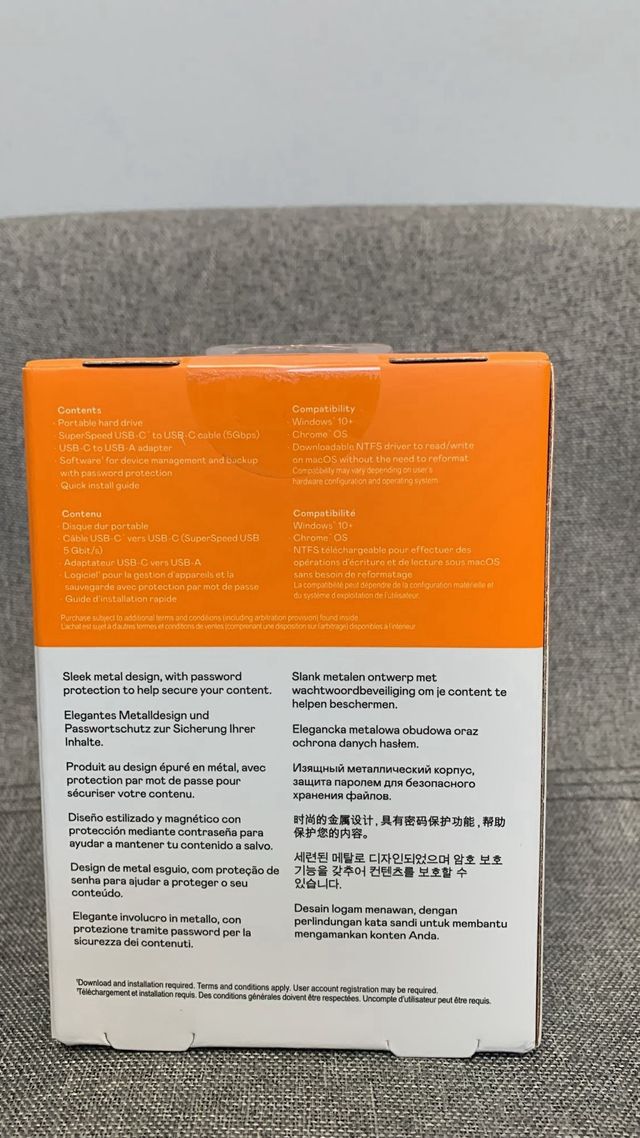 Contents
· Portable hard drive
· SuperSpeed USB-C™ to USB-C cable (5Gbps)
· USB-C to USB-A adapter
· Software¹ for device management and backup
with password protection
· Quick install guide
Compatibility
· Windows® 10+
· Chrome™ OS
· Downloadable NTFS driver to read/write
on macOS without the need to reformat
Compatibility may vary depending on user's
hardware configuration and operating system
Contenu
· Disque dur portable
· Câble USB-C™ vers USB-C (SuperSpeed USB
5 Gbit/s)
· Adaptateur USB-C vers USB-A
· Logiciel¹ pour la gestion d'appareils et la
sauvegarde avec protection par mot de passe
· Guide d'installation rapide
Compatibilité
· Windows® 10+
· Chrome™ OS
NTFS téléchargeable pour effectuer des
opérations d'écriture et de lecture sous macOS
sans besoin de reformatage
La compatibilité peut dépendre de la configuration matérielle et
du système d'exploitation de l'utilisateur.
Purchase subject to additional terms and conditions (including arbitration provision) found inside
L'achat est sujet à d'autres termes et conditions de ventes (comprenant une disposition sur l'arbitrage) disponibles à l'intérieur
Sleek metal design, with password
protection to help secure your content.
Elegantes Metalldesign und
Passwortschutz zur Sicherung Ihrer
Inhalte.
Produit au design épuré en métal, avec
protection par mot de passe pour
sécuriser votre contenu.
Diseño estilizado y magnético con
protección mediante contraseña para
ayudar a mantener tu contenido a salvo.
Design de metal esguio, com proteção de
senha para ajudar a proteger o seu
conteúdo.
Elegante involucro in metallo, con
protezione tramite password per la
sicurezza dei contenuti.
Slank metalen ontwerp met
wachtwoordbeveiliging om je content te
helpen beschermen.
Elegancka metalowa obudowa oraz
ochrona danych hasłem.
Изящный металлический корпус,
защита паролем для безопасного
хранения файлов.
时尚的金属设计，具有密码保护功能，帮助
保护您的内容。
세련된 메탈로 디자인되었으며 암호 보호
기능을 갖추어 컨텐츠를 보호할 수
있습니다.
Desain logam menawan, dengan
perlindungan kata sandi untuk membantu
mengamankan konten Anda.
¹Download and installation required. Terms and conditions apply. User account registration may be required.
¹Téléchargement et installation requis. Des conditions générales doivent être respectées. Uncompte d'utilisateur peut être requis.